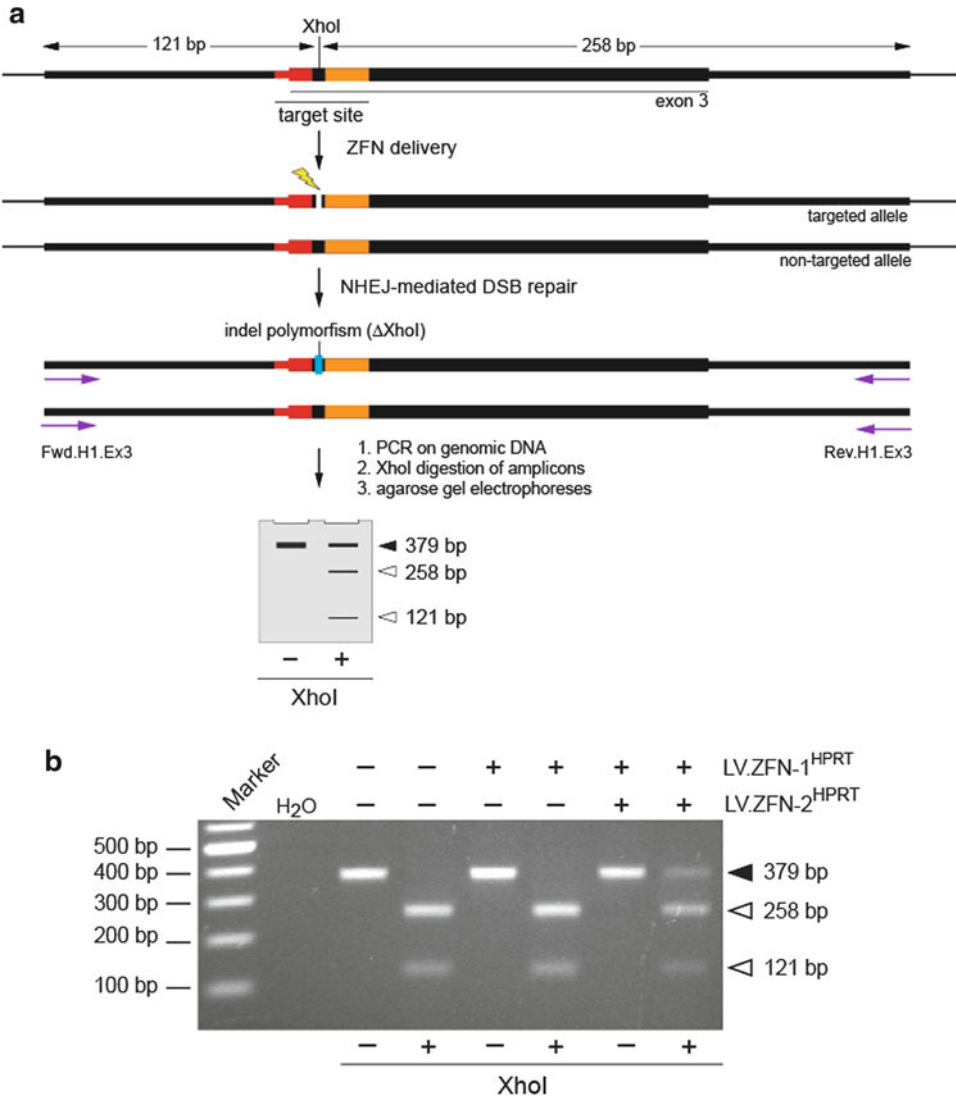 a
XhoI
121 bp
258 bp
exon 3
target site
ZFN delivery
targeted allele
non-targeted allele
NHEJ-mediated DSB repair
indel polymorfism (ΔXhoI)
Fwd.H1.Ex3
Rev.H1.Ex3
1. PCR on genomic DNA
2. XhoI digestion of amplicons
3. agarose gel electrophoreses
379 bp
258 bp
121 bp
− +
XhoI
b
Marker
H2O
− − + + + + LV.ZFN-1HPRT
− − − − + + LV.ZFN-2HPRT
500 bp
400 bp
300 bp
200 bp
100 bp
379 bp
258 bp
121 bp
− + − + − +
XhoI